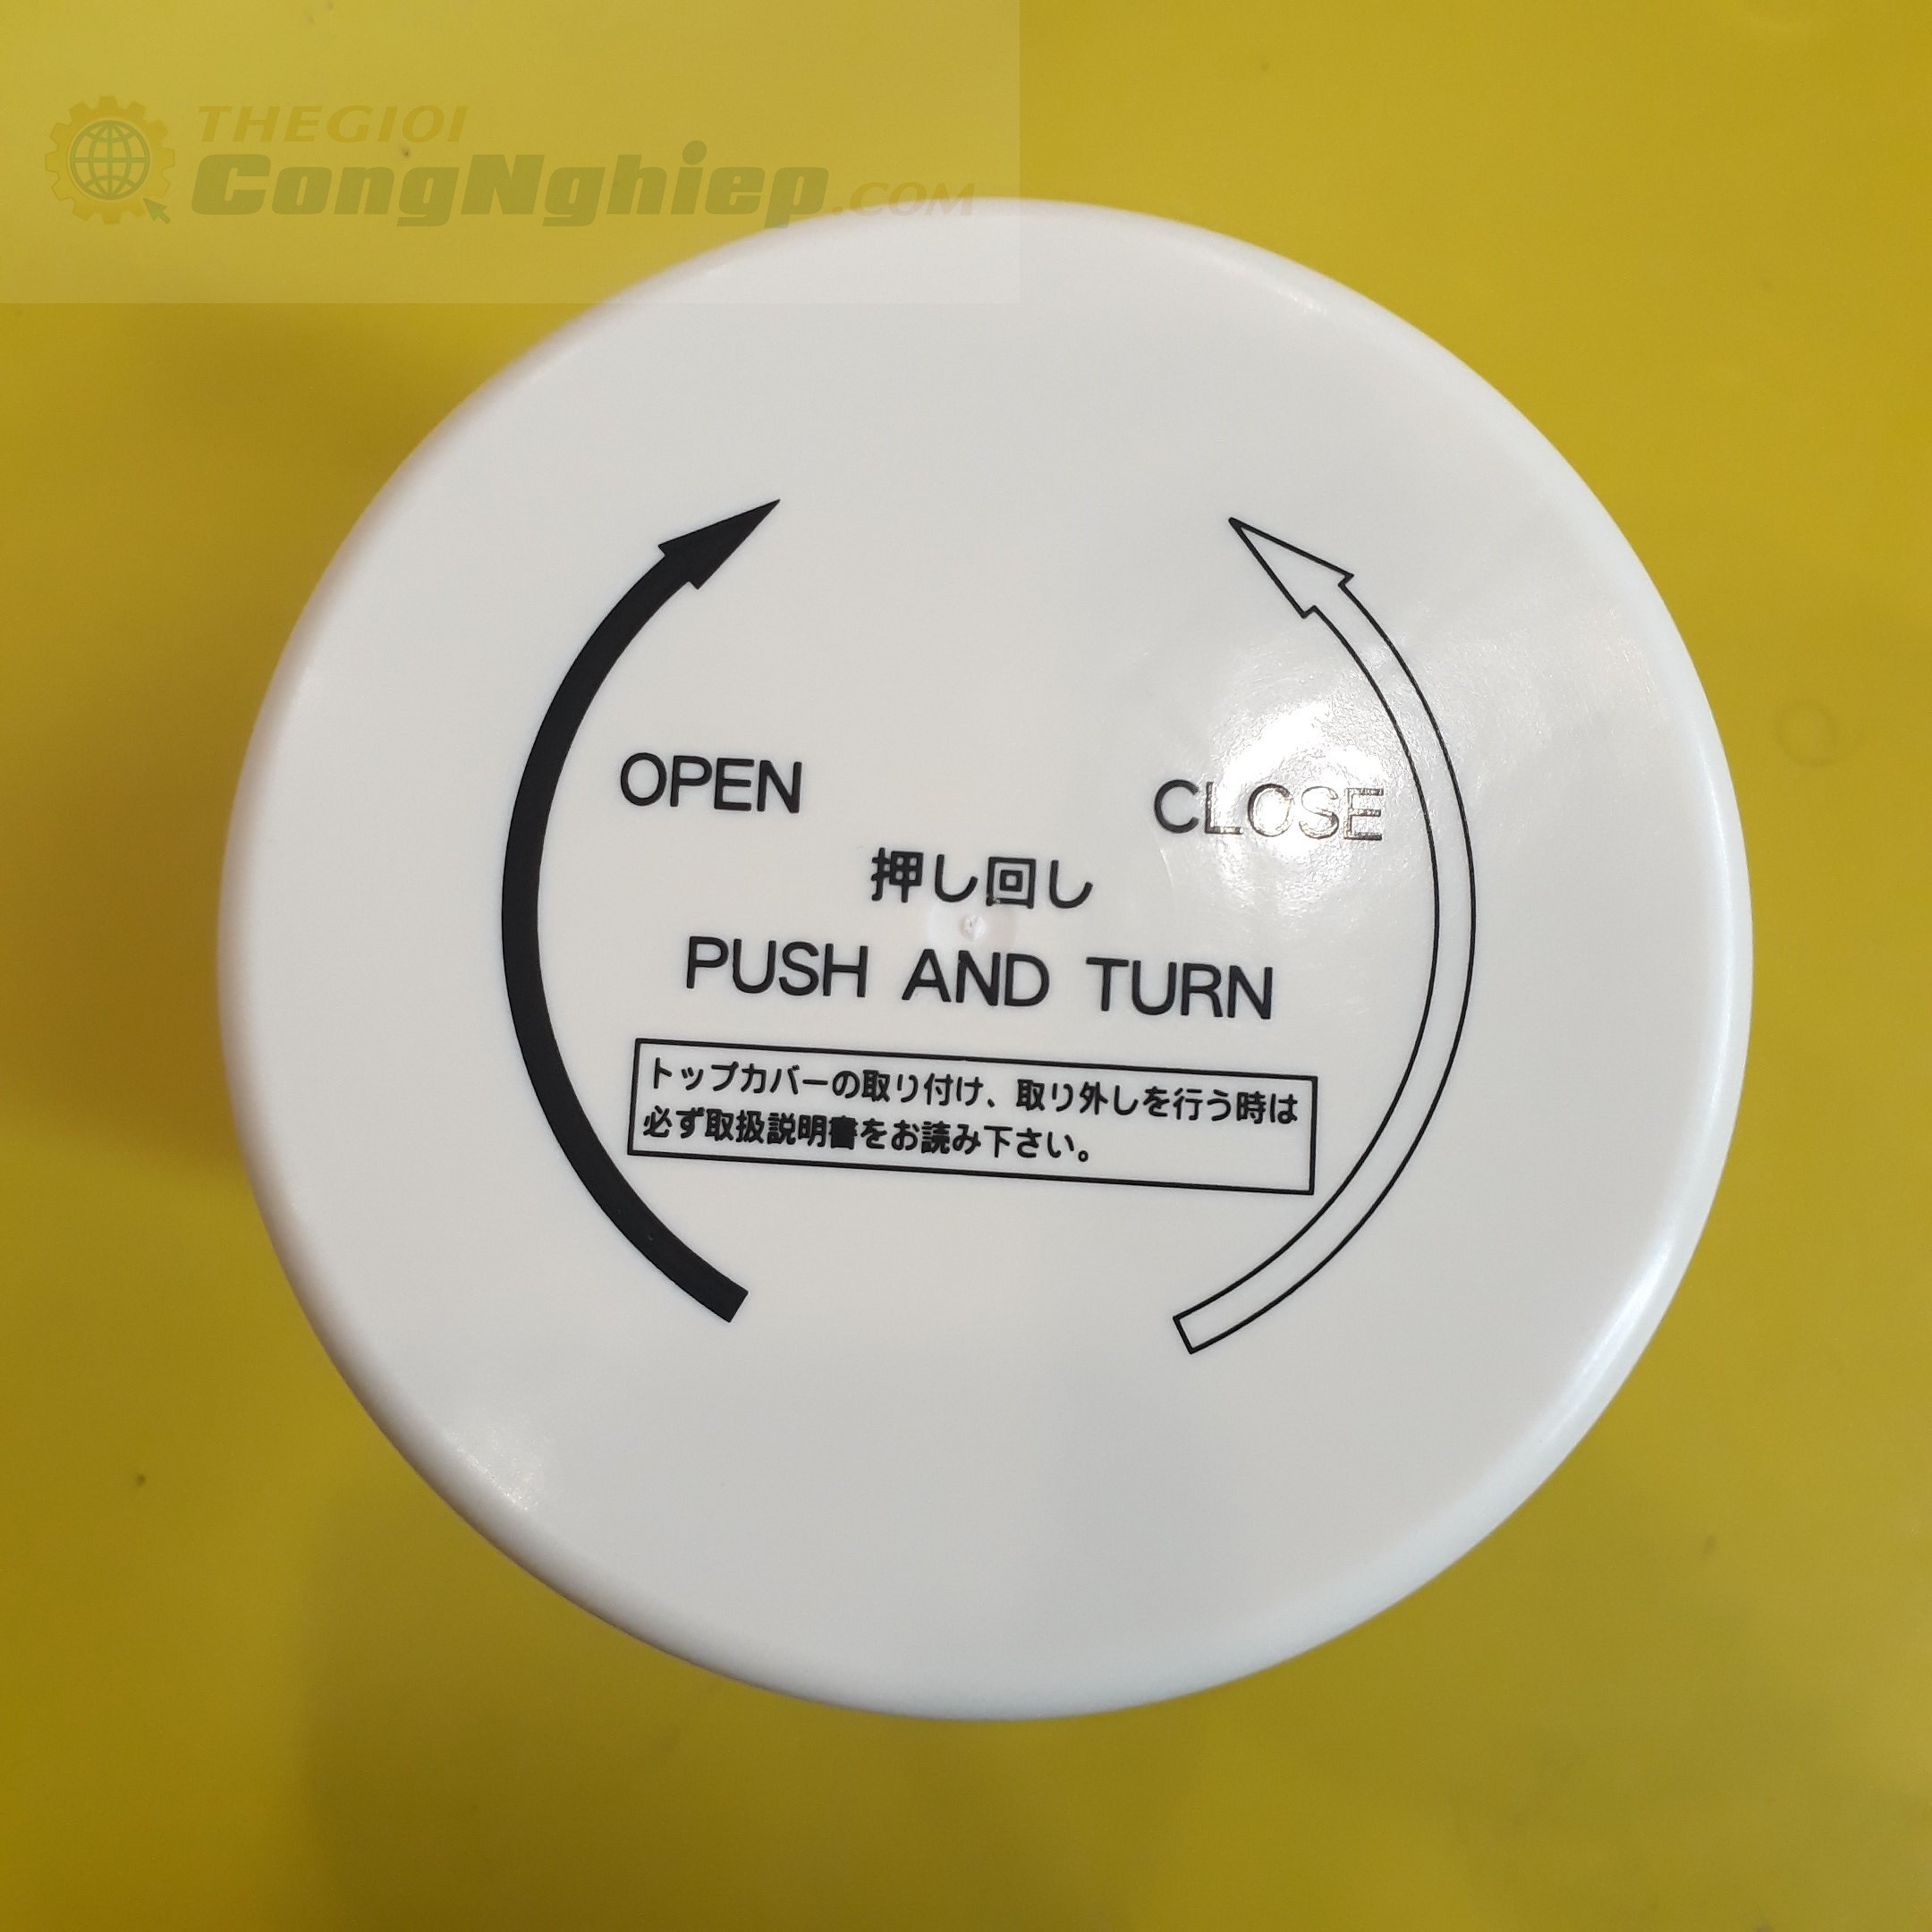 THEGIOI
CongNghiep.COM
OPEN
CLOSE
押し回し
PUSH AND TURN
トップカバーの取り付け、取り外しを行う時は
必ず取扱説明書をお読み下さい。